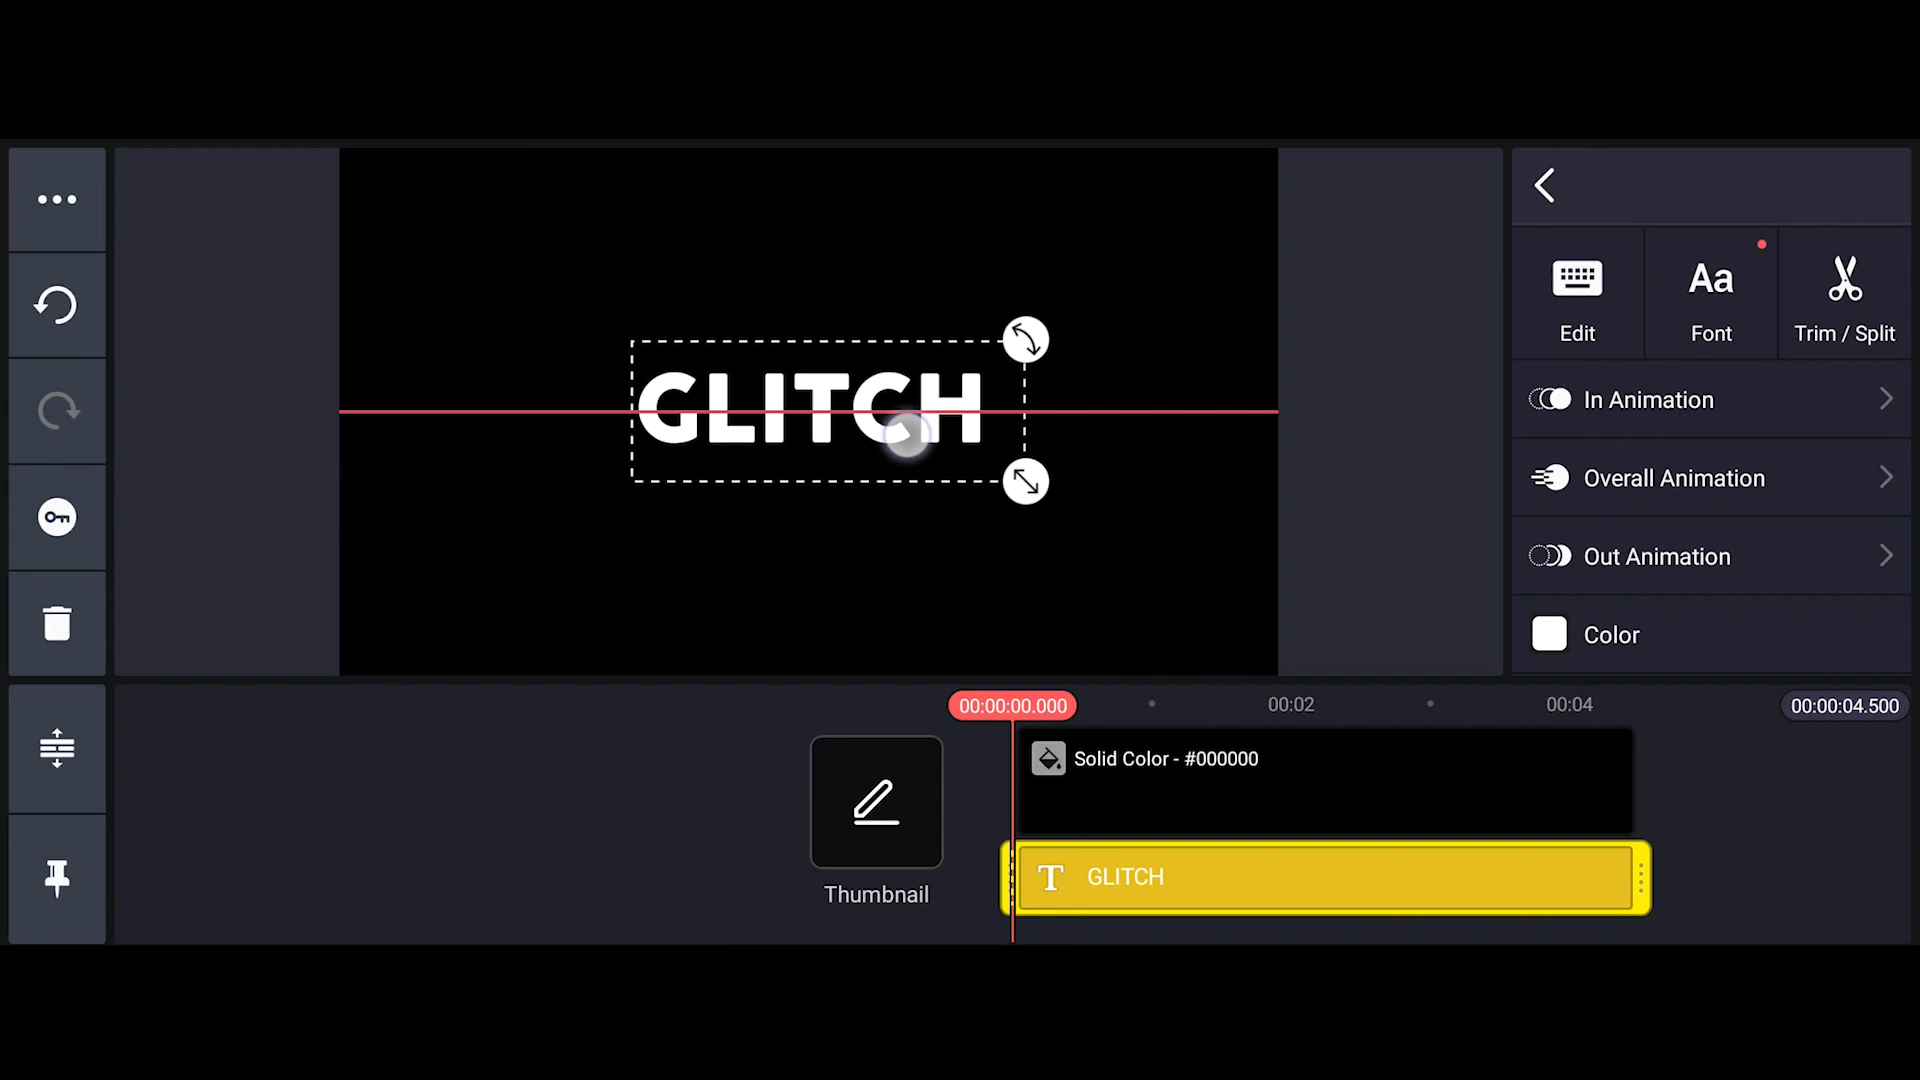 GLITCH
Edit
Aa
Font
Trim / Split
In Animation
Overall Animation
Out Animation
Color
00:00:00.000
00:02
00:04
00:00:04.500
Solid Color - #000000
T GLITCH
Thumbnail